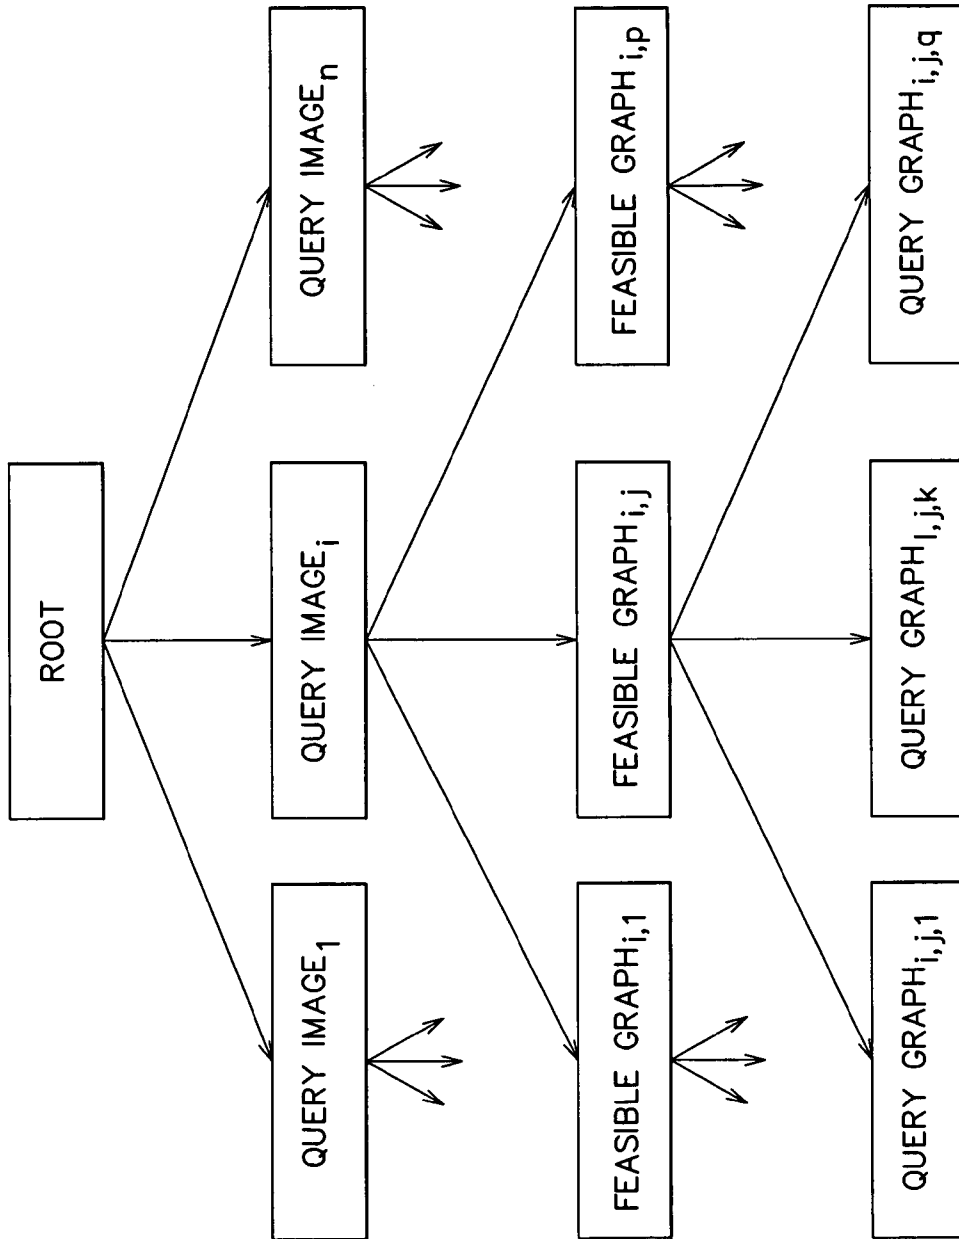 ROOT
QUERY IMAGE₁
QUERY IMAGEᵢ
QUERY IMAGEₙ
FEASIBLE GRAPHᵢ,₁
FEASIBLE GRAPHᵢ,ⱼ
FEASIBLE GRAPHᵢ,ₚ
QUERY GRAPHᵢ,ⱼ,₁
QUERY GRAPHₗ,ⱼ,ₖ
QUERY GRAPHᵢ,ⱼ,q